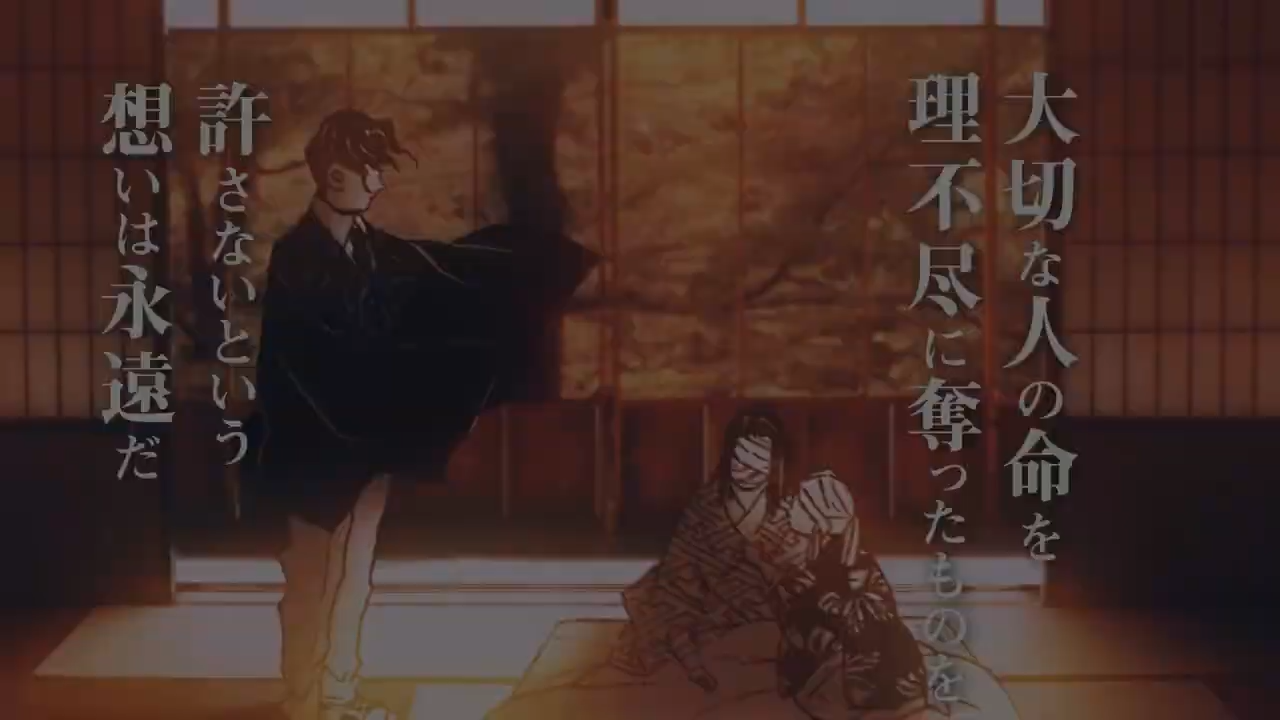 大切な人の命を
理不尽に奪ったものを
許さないという
想いは永遠だ